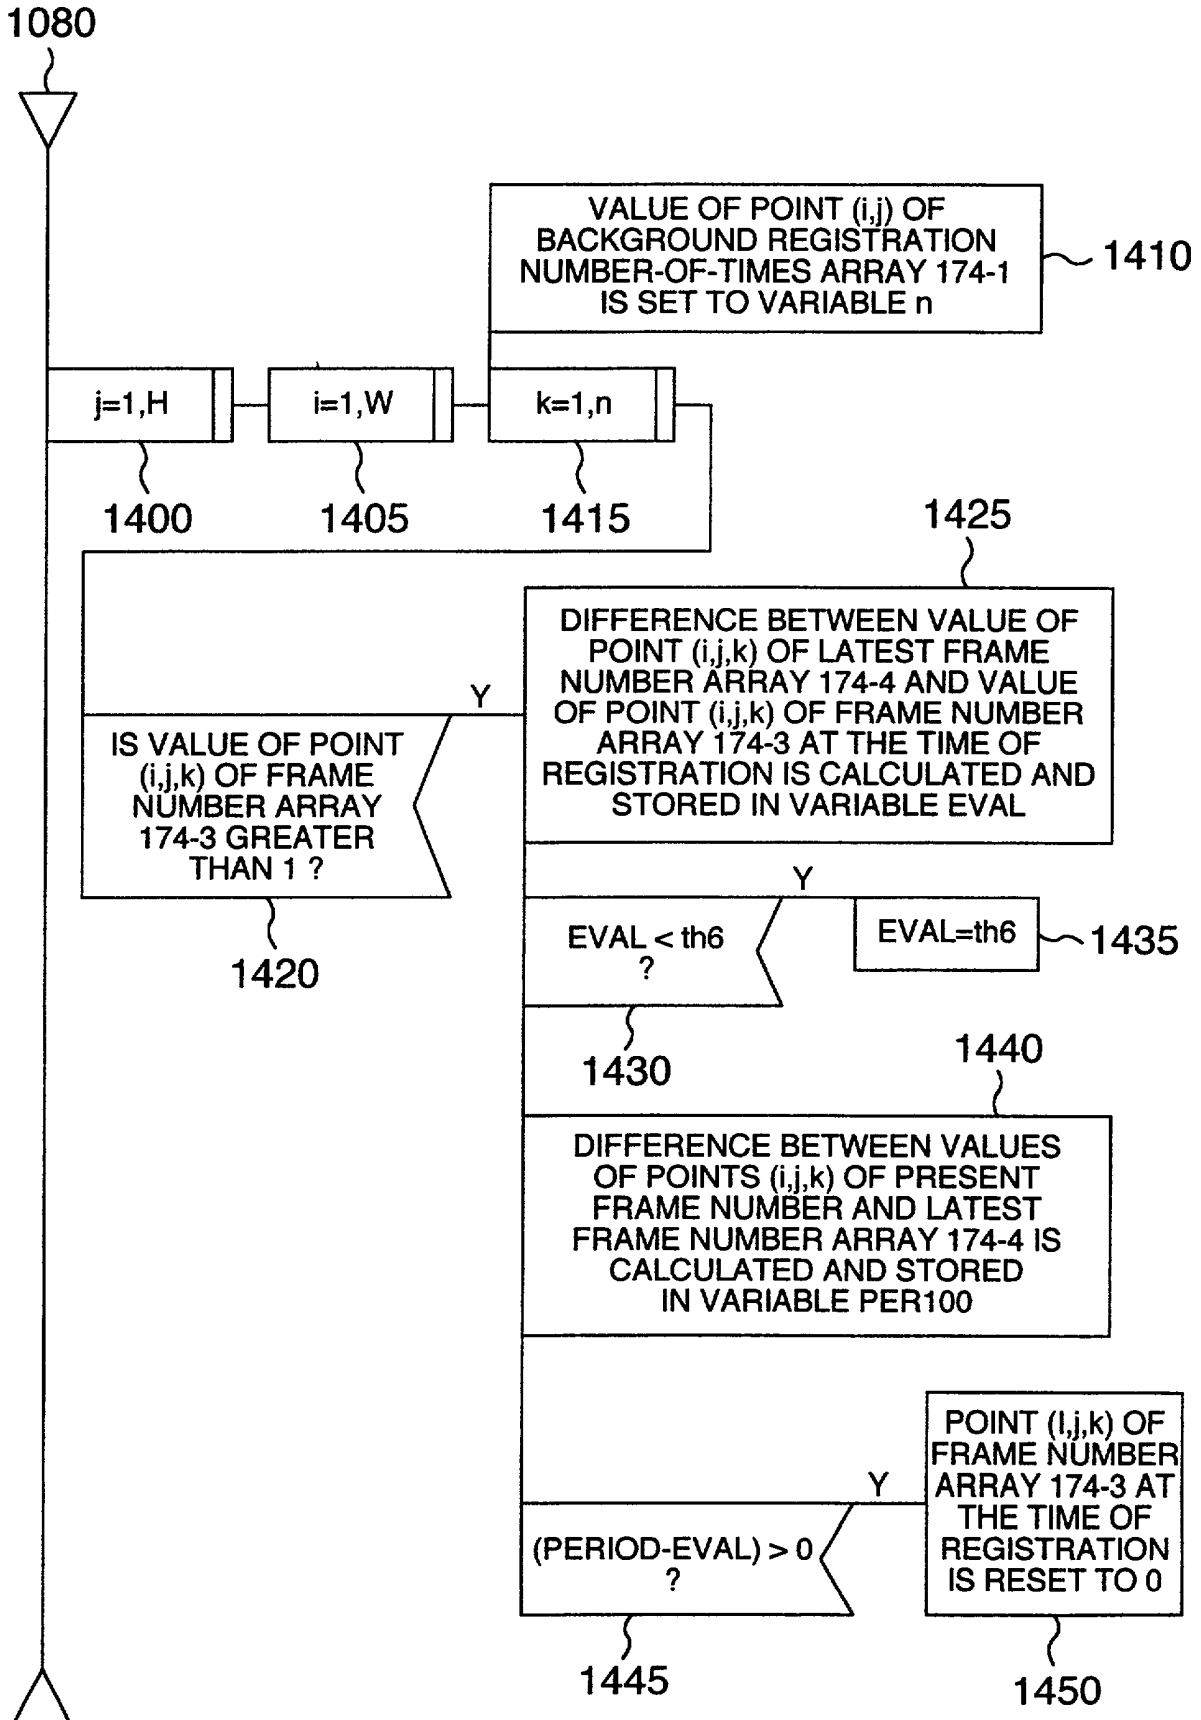 1080
VALUE OF POINT (i,j) OF
BACKGROUND REGISTRATION
NUMBER-OF-TIMES ARRAY 174-1
IS SET TO VARIABLE n
1410
j=1,H
i=1,W
k=1,n
1400
1405
1415
1425
DIFFERENCE BETWEEN VALUE OF
POINT (i,j,k) OF LATEST FRAME
NUMBER ARRAY 174-4 AND VALUE
OF POINT (i,j,k) OF FRAME NUMBER
ARRAY 174-3 AT THE TIME OF
REGISTRATION IS CALCULATED AND
STORED IN VARIABLE EVAL
Y
IS VALUE OF POINT
(i,j,k) OF FRAME
NUMBER ARRAY
174-3 GREATER
THAN 1 ?
1420
Y
EVAL < th6
?
EVAL=th6
1435
1430
1440
DIFFERENCE BETWEEN VALUES
OF POINTS (i,j,k) OF PRESENT
FRAME NUMBER AND LATEST
FRAME NUMBER ARRAY 174-4 IS
CALCULATED AND STORED
IN VARIABLE PER100
Y
(PERIOD-EVAL) > 0
?
POINT (I,j,k) OF
FRAME NUMBER
ARRAY 174-3 AT
THE TIME OF
REGISTRATION
IS RESET TO 0
1445
1450